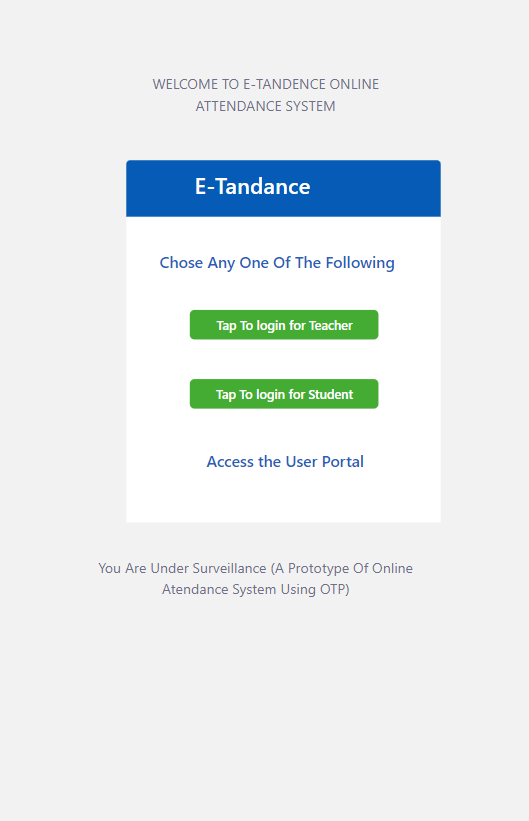 WELCOME TO E-TANDENCE ONLINE
ATTENDANCE SYSTEM
E-Tandance
Chose Any One Of The Following
Tap To login for Teacher
Tap To login for Student
Access the User Portal
You Are Under Surveillance (A Prototype Of Online
Atendance System Using OTP)